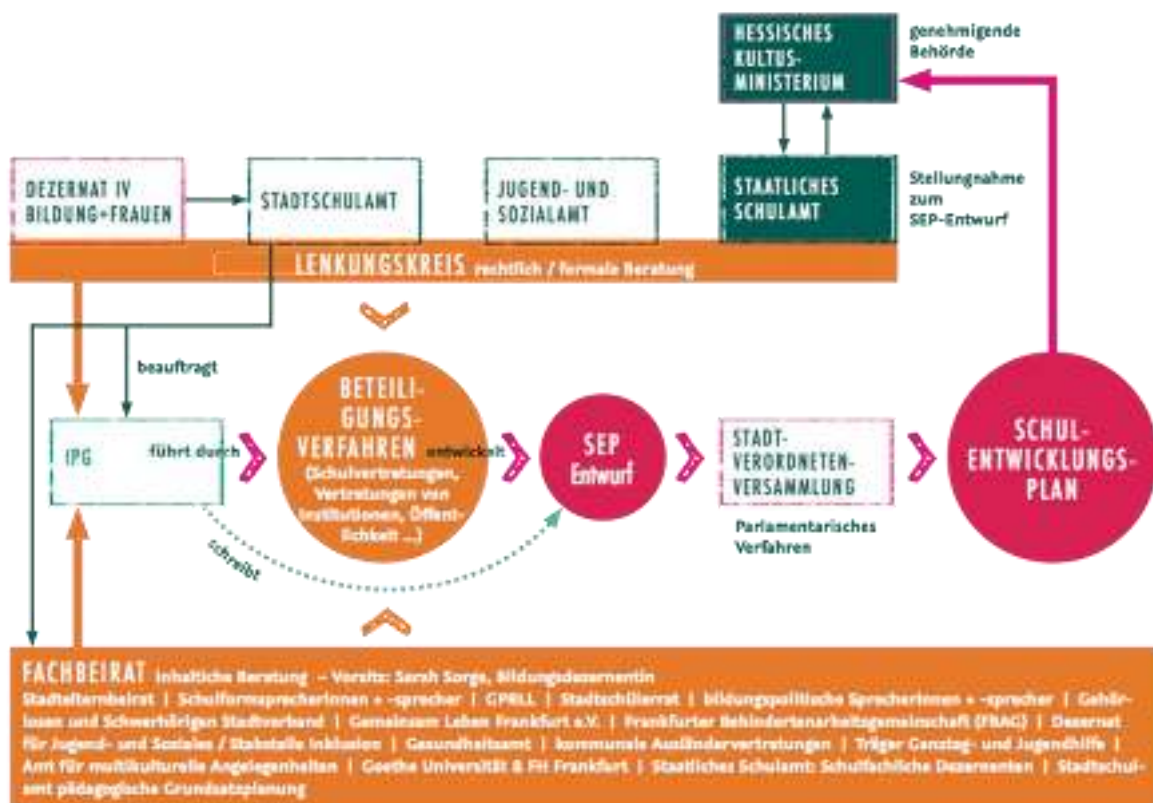 HESSISCHES
KULTUS-
MINISTERIUM
genehmigende
Behörde
DEZERNAT IV
BILDUNG+FRAUEN
STADTSCHULAMT
JUGEND- UND
SOZIALAMT
STAATLICHES
SCHULAMT
Stellungnahme
zum
SEP-Entwurf
LENKUNGSKREIS rechtlich / formale Beratung
beauftragt
IPG
führt durch
BETEILI-
GUNGS-
VERFAHREN
(Schulvertretungen,
Vertretungen von
Institutionen, Öffent-
lichkeit ...)
entwickelt
schreibt
SEP
Entwurf
STADT-
VERORDNETEN-
VERSAMMLUNG
Parlamentarisches
Verfahren
SCHUL-
ENTWICKLUNGS-
PLAN
FACHBEIRAT inhaltliche Beratung – Vorsitz: Sarah Sorge, Bildungsdezernentin
Stadtelternbeirat | Schulformsprecherinnen + -sprecher | GPRLL | Stadtschülerrat | bildungspolitische Sprecherinnen + -sprecher | Gehör-
losen und Schwerhörigen Stadtverband | Gemeinsam Leben Frankfurt e.V. | Frankfurter Behindertenarbeitsgemeinschaft (FBAG) | Dezernat
für Jugend- und Soziales / Stabstelle Inklusion | Gesundheitsamt | kommunale Ausländervertretungen | Träger Ganztag- und Jugendhilfe |
Amt für multikulturelle Angelegenheiten | Goethe Universität & FH Frankfurt | Staatliches Schulamt: Schulfachliche Dezernenten | Stadtschul-
amt pädagogische Grundsatzplanung